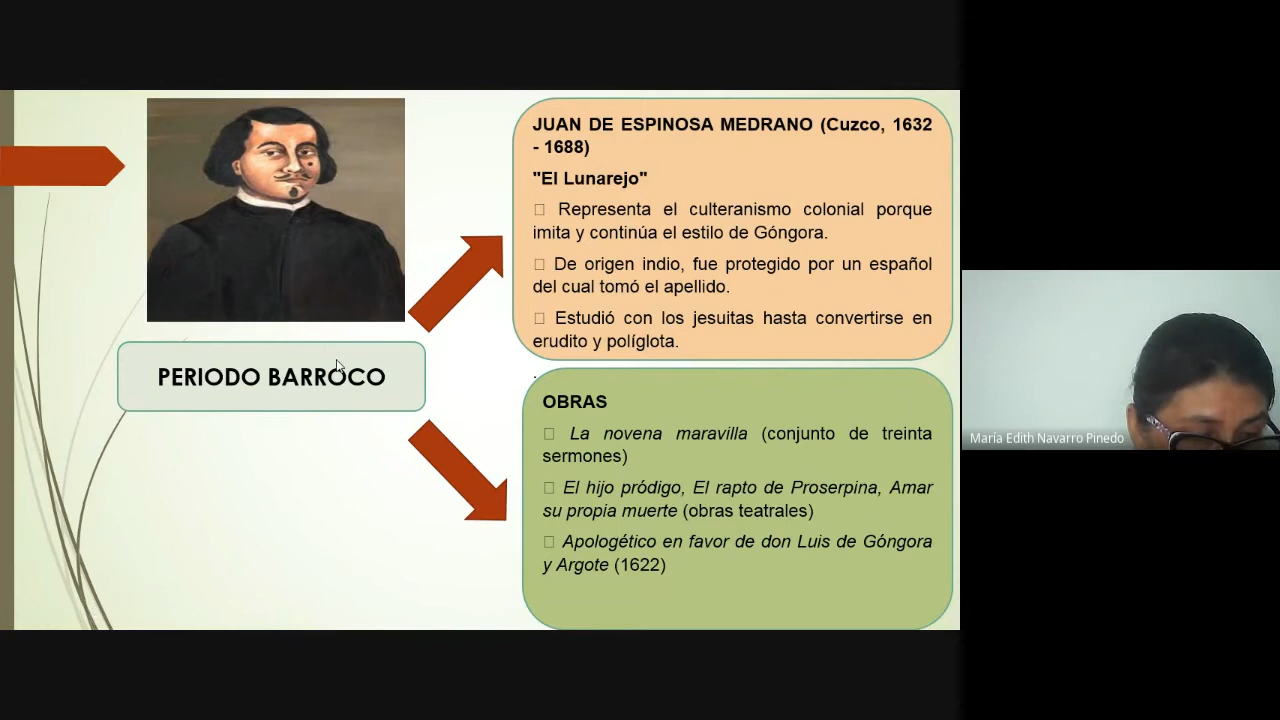 JUAN DE ESPINOSA MEDRANO (Cuzco, 1632
- 1688)
"El Lunarejo"
□ Representa el culteranismo colonial porque
imita y continúa el estilo de Góngora.
□ De origen indio, fue protegido por un español
del cual tomó el apellido.
□ Estudió con los jesuitas hasta convertirse en
erudito y políglota.
.
PERIODO BARROCO
OBRAS
□ La novena maravilla (conjunto de treinta
sermones)
□ El hijo pródigo, El rapto de Proserpina, Amar
su propia muerte (obras teatrales)
□ Apologético en favor de don Luis de Góngora
y Argote (1622)
María Edith Navarro Pinedo